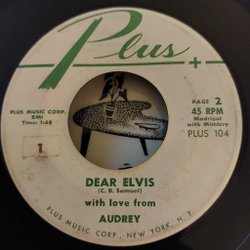 Plus
PLUS MUSIC CORP.
BMI
Time: 1:48
PAGE 2
45 RPM
Madrigal
with Mimicry
PLUS 104
1
DEAR ELVIS
(C. B. Samuel)
with love from
AUDREY
PLUS MUSIC CORP., NEW YORK, N.Y.